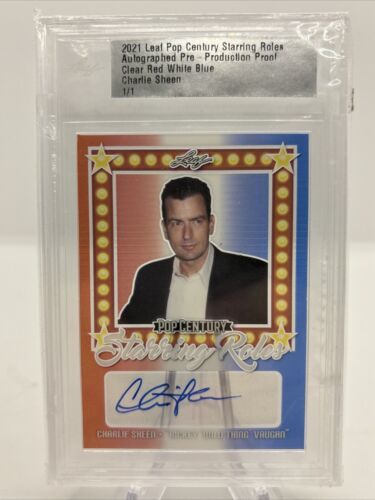 2021 Leaf Pop Century Starring Roles
Autographed Pre - Production Proof
Clear Red White Blue
Charlie Sheen
1/1
Leaf
POP CENTURY
Starring Roles
CHARLIE SHEEN • "RICKEY 'WILD THING' VAUGHN"